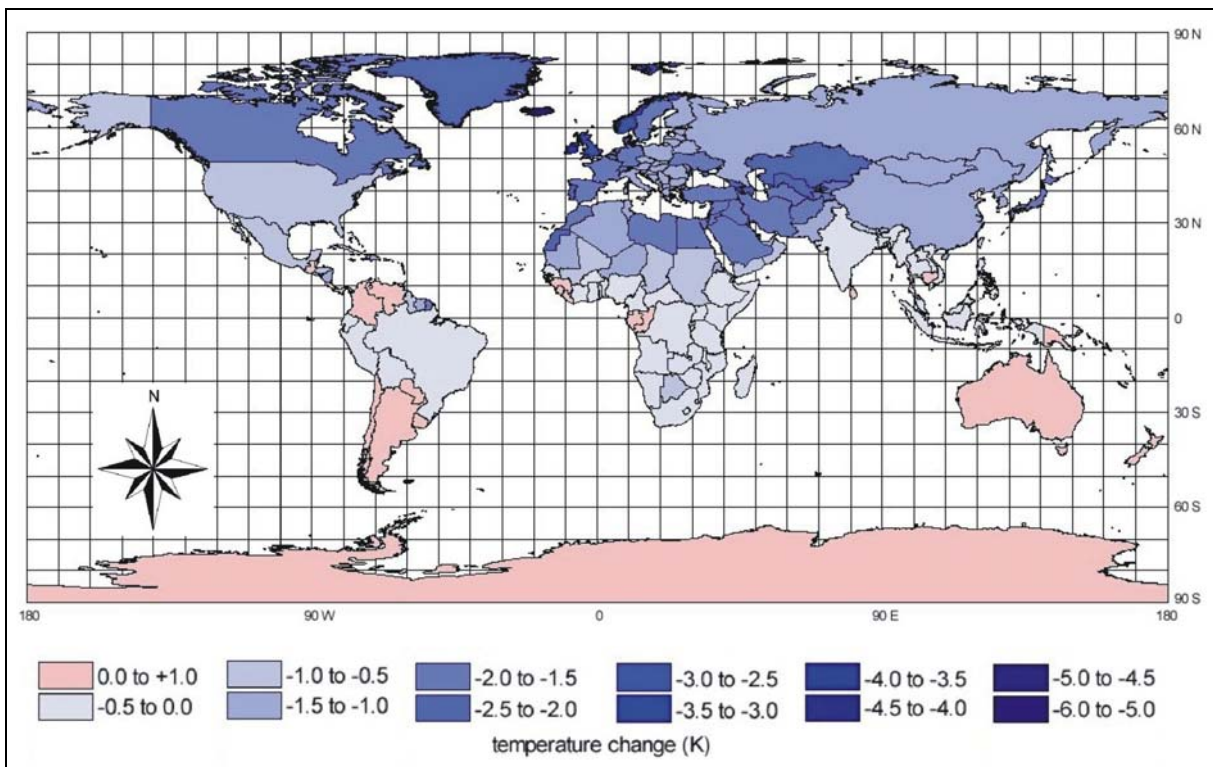 90 N
60 N
30 N
0
N
30 S
60 S
90 S
180 90 W 0 90 E 180
0.0 to +1.0 -1.0 to -0.5 -2.0 to -1.5 -3.0 to -2.5 -4.0 to -3.5 -5.0 to -4.5
-0.5 to 0.0 -1.5 to -1.0 -2.5 to -2.0 -3.5 to -3.0 -4.5 to -4.0 -6.0 to -5.0
temperature change (K)